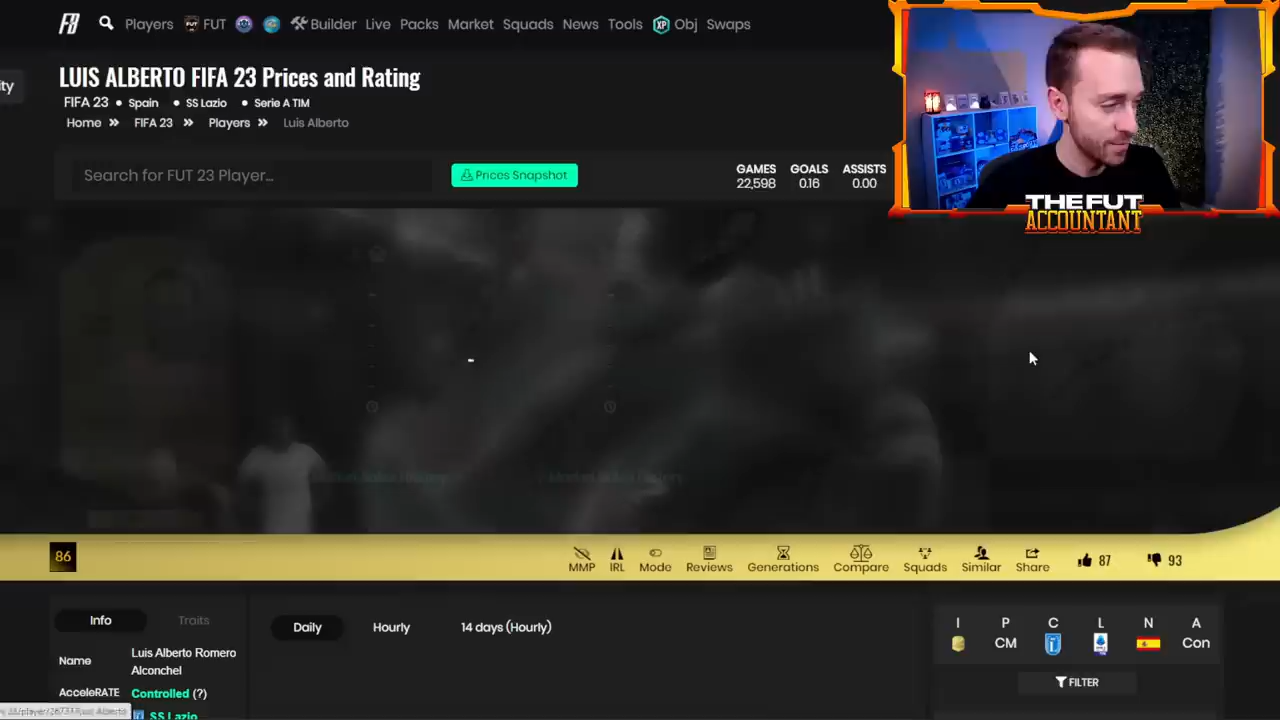 Players
FUT
Builder
Live
Packs
Market
Squads
News
Tools
XP
Obj
Swaps
ity
LUIS ALBERTO FIFA 23 Prices and Rating
FIFA 23 • Spain • SS Lazio • Serie A TIM
Home » FIFA 23 » Players » Luis Alberto
Search for FUT 23 Player...
Prices Snapshot
GAMES
22,598
GOALS
0.16
ASSISTS
0.00
THE FUT
ACCOUNTANT
86
MMP
IRL
Mode
Reviews
Generations
Compare
Squads
Similar
Share
87
93
Info
Traits
Daily
Hourly
14 days (Hourly)
Name
Luis Alberto Romero
Alconchel
AcceleRATE
Controlled (?)
SS Lazio
I P C L N A
CM
Con
FILTER